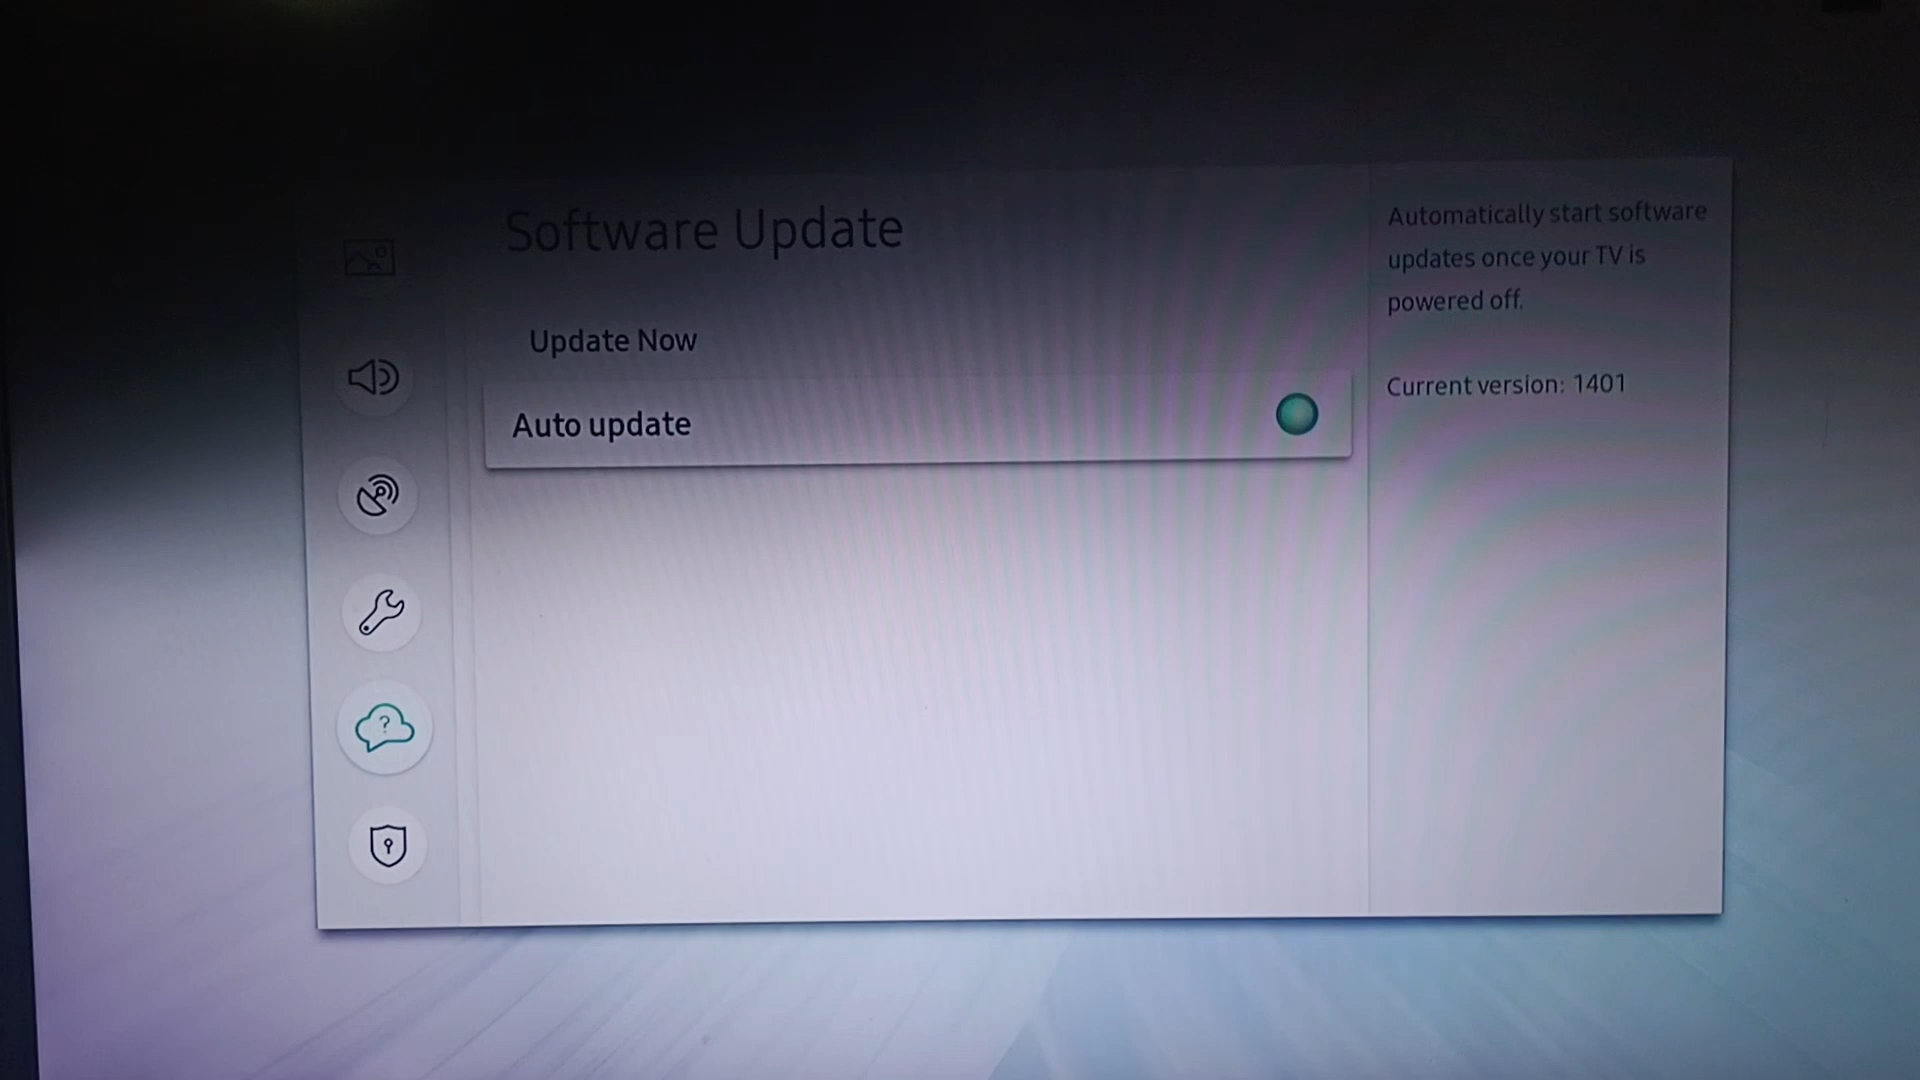 Software Update
Update Now
Auto update
Automatically start software
updates once your TV is
powered off.
Current version: 1401
?